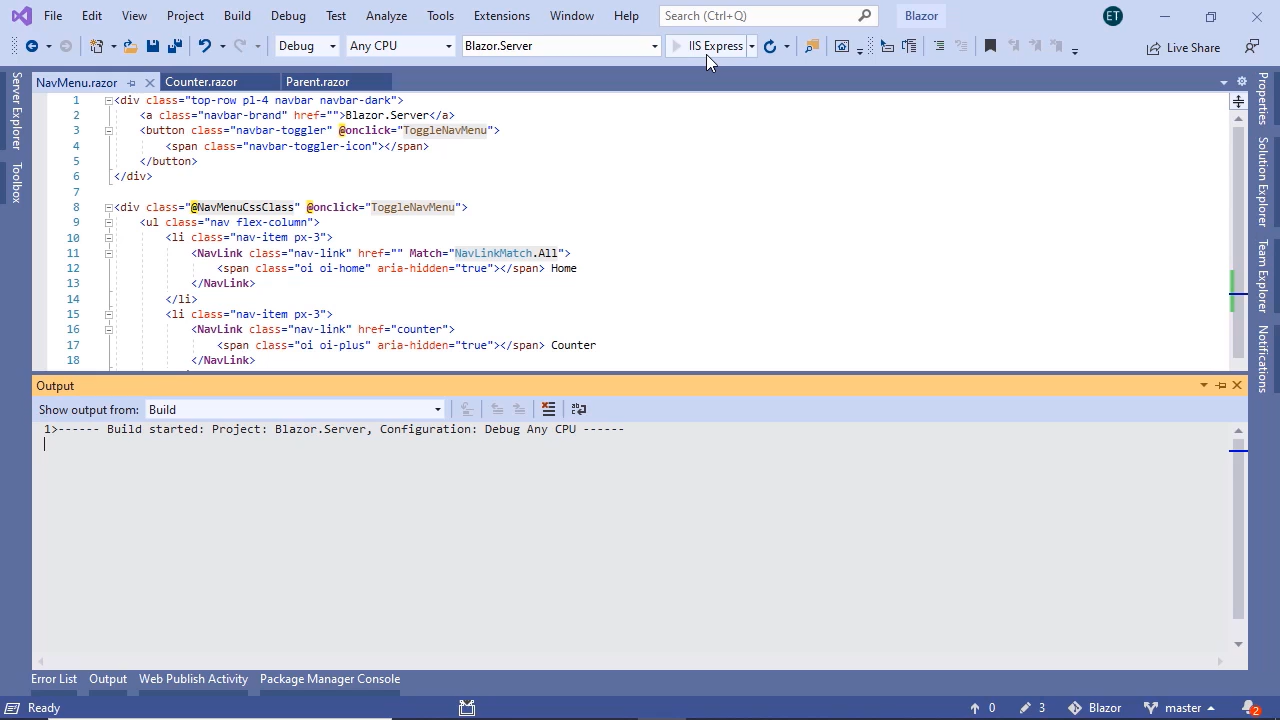 File Edit View Project Build Debug Test Analyze Tools Extensions Window Help Search (Ctrl+Q) Blazor ET
Debug Any CPU Blazor.Server IIS Express Live Share
NavMenu.razor Counter.razor Parent.razor
Server Explorer
Toolbox
Properties
Solution Explorer
Team Explorer
Notifications
1 <div class="top-row pl-4 navbar navbar-dark">
2 <a class="navbar-brand" href="">Blazor.Server</a>
3 <button class="navbar-toggler" @onclick="ToggleNavMenu">
4 <span class="navbar-toggler-icon"></span>
5 </button>
6 </div>
7
8 <div class="@NavMenuCssClass" @onclick="ToggleNavMenu">
9 <ul class="nav flex-column">
10 <li class="nav-item px-3">
11 <NavLink class="nav-link" href="" Match="NavLinkMatch.All">
12 <span class="oi oi-home" aria-hidden="true"></span> Home
13 </NavLink>
14 </li>
15 <li class="nav-item px-3">
16 <NavLink class="nav-link" href="counter">
17 <span class="oi oi-plus" aria-hidden="true"></span> Counter
18 </NavLink>
Output
Show output from: Build
1>------ Build started: Project: Blazor.Server, Configuration: Debug Any CPU ------
Error List Output Web Publish Activity Package Manager Console
Ready 0 3 Blazor master 2